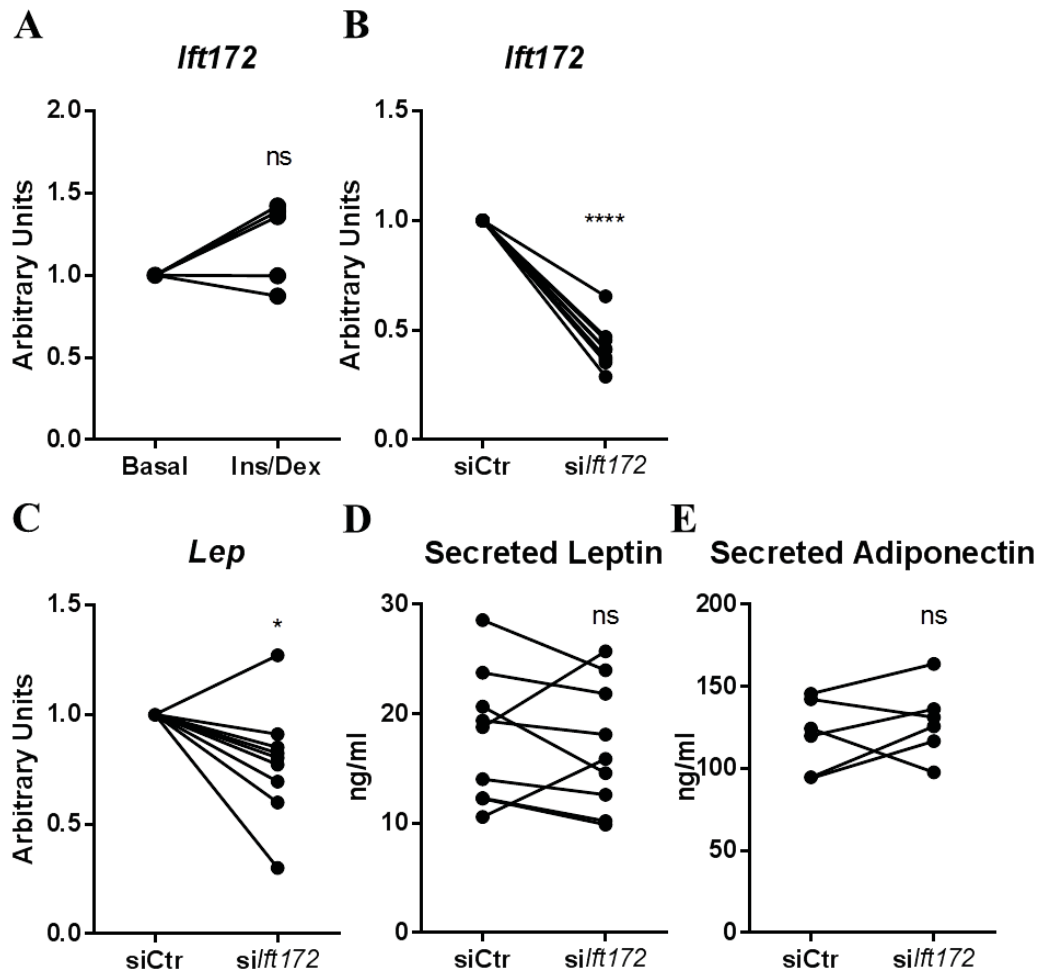 A
Ift172
2.0
1.5
1.0
0.5
0.0
Arbitrary Units
ns
Basal
Ins/Dex
B
Ift172
1.5
1.0
0.5
0.0
Arbitrary Units
****
siCtr
siIft172
C
Lep
1.5
1.0
0.5
0.0
Arbitrary Units
*
siCtr
siIft172
D
Secreted Leptin
30
20
10
0
ng/ml
ns
siCtr
siIft172
E
Secreted Adiponectin
200
150
100
50
0
ng/ml
ns
siCtr
siIft172